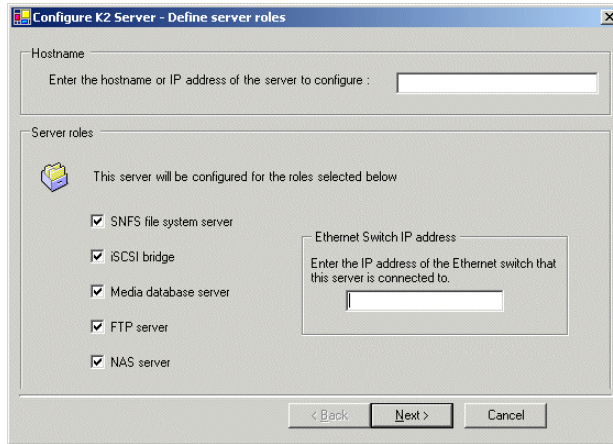 Configure K2 Server - Define server roles
Hostname
Enter the hostname or IP address of the server to configure :
Server roles
This server will be configured for the roles selected below
SNFS file system server
iSCSI bridge
Media database server
FTP server
NAS server
Ethernet Switch IP address
Enter the IP address of the Ethernet switch that
this server is connected to.
< Back
Next >
Cancel